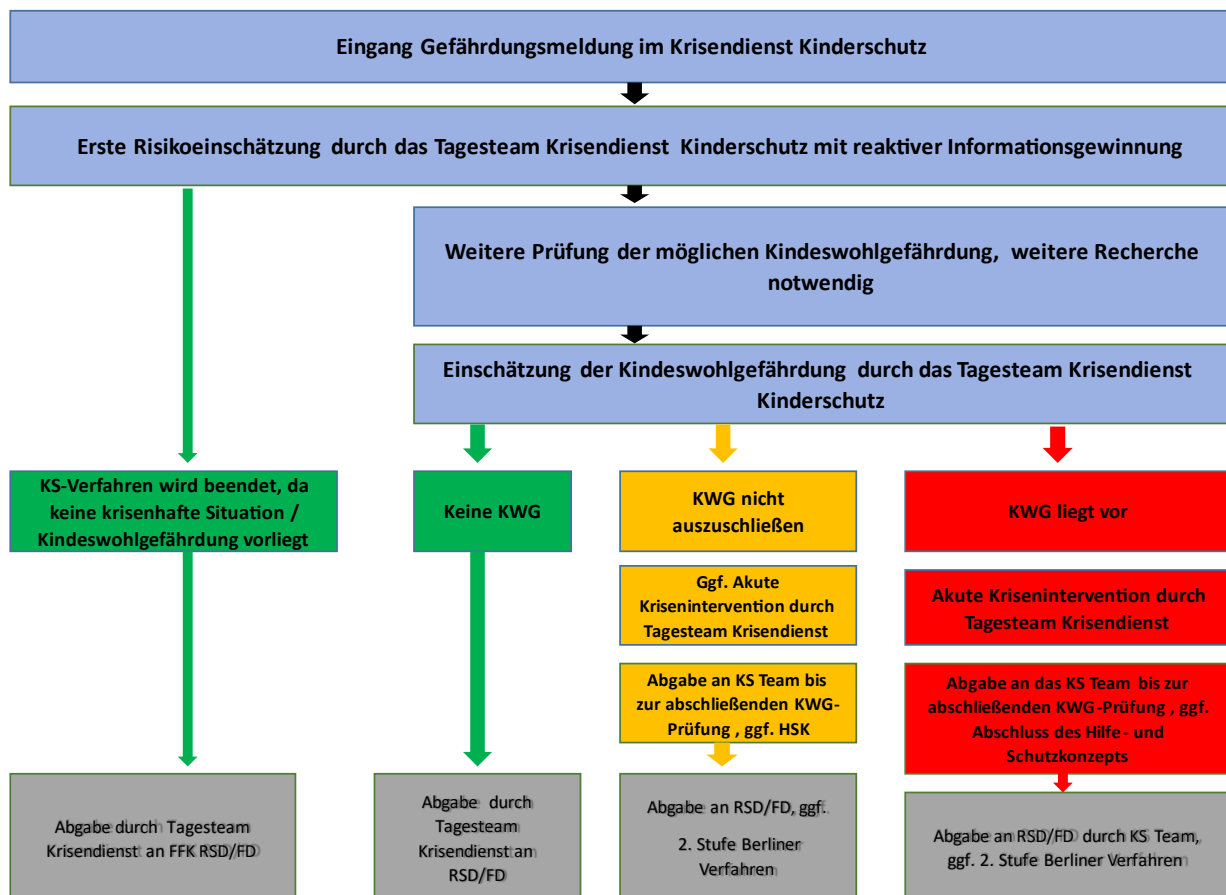 Eingang Gefährdungsmeldung im Krisendienst Kinderschutz
Erste Risikoeinschätzung durch das Tagesteam Krisendienst Kinderschutz mit reaktiver Informationsgewinnung
Weitere Prüfung der möglichen Kindeswohlgefährdung, weitere Recherche
notwendig
Einschätzung der Kindeswohlgefährdung durch das Tagesteam Krisendienst
Kinderschutz
KS-Verfahren wird beendet, da
keine krisenhafte Situation /
Kindeswohlgefährdung vorliegt
Keine KWG
KWG nicht
auszuschließen
KWG liegt vor
Ggf. Akute
Krisenintervention durch
Tagesteam Krisendienst
Akute Krisenintervention durch
Tagesteam Krisendienst
Abgabe an KS Team bis
zur abschließenden KWG-
Prüfung , ggf. HSK
Abgabe an das KS Team bis zur
abschließenden KWG-Prüfung , ggf.
Abschluss des Hilfe- und
Schutzkonzepts
Abgabe durch Tagesteam
Krisendienst an FFK RSD/FD
Abgabe durch
Tagesteam
Krisendienst an
RSD/FD
Abgabe an RSD/FD, ggf.
2. Stufe Berliner
Verfahren
Abgabe an RSD/FD durch KS Team,
ggf. 2. Stufe Berliner Verfahren